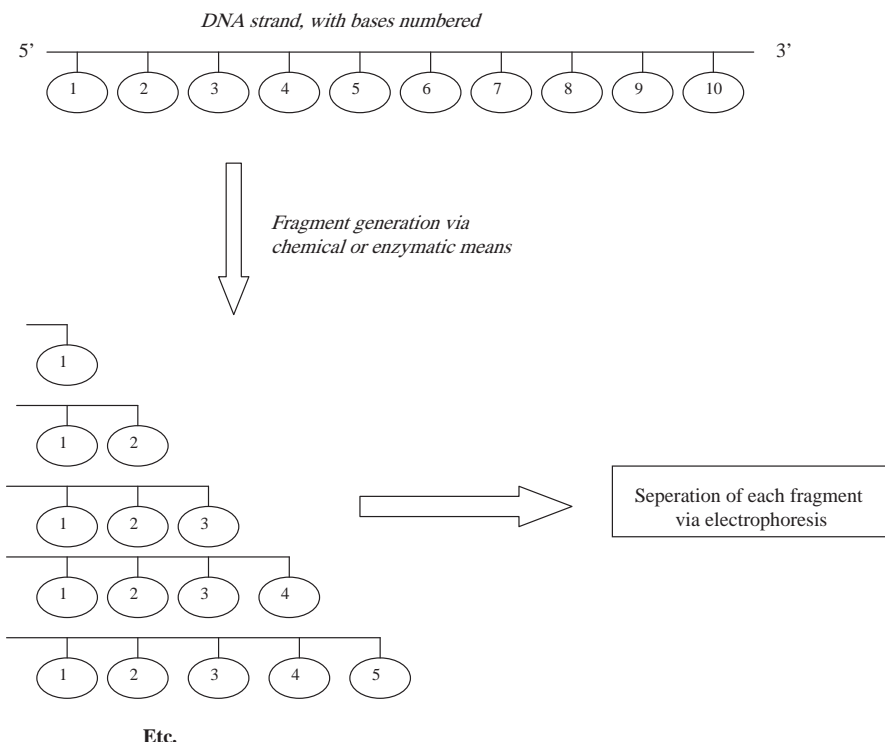 DNA strand, with bases numbered
5’ 3’
1 2 3 4 5 6 7 8 9 10
Fragment generation via
chemical or enzymatic means
1
1 2
1 2 3
Seperation of each fragment
via electrophoresis
1 2 3 4
1 2 3 4 5
Etc.